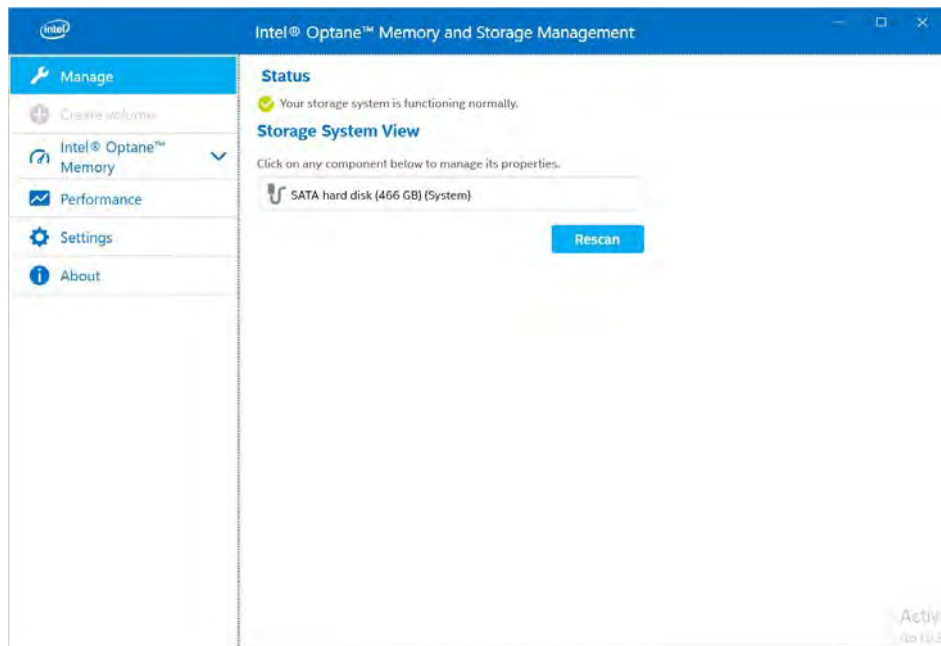 intel
Intel® Optane™ Memory and Storage Management
Manage
Create volume
Intel® Optane™
Memory
Performance
Settings
About
Status
Your storage system is functioning normally.
Storage System View
Click on any component below to manage its properties.
SATA hard disk (466 GB) (System)
Rescan
Activ